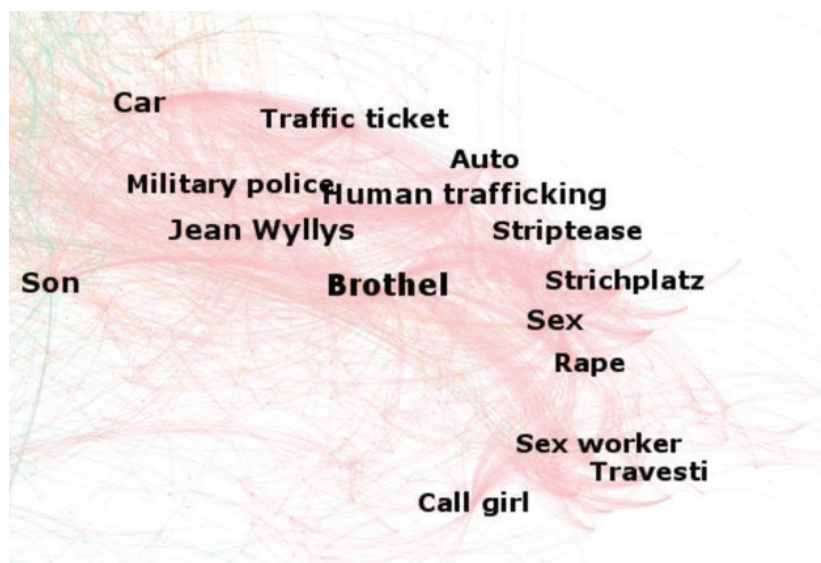 Car
Traffic ticket
Auto
Military police
Human trafficking
Jean Wyllys
Striptease
Son
Brothel
Strichplatz
Sex
Rape
Sex worker
Travesti
Call girl